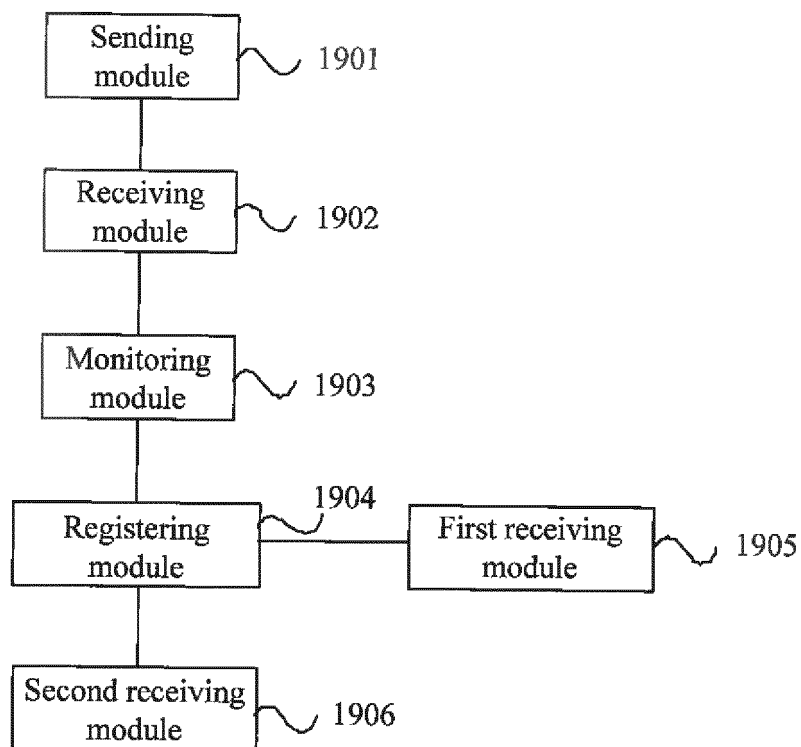 Sending
module
1901
Receiving
module
1902
Monitoring
module
1903
1904
Registering
module
First receiving
module
1905
Second receiving
module
1906